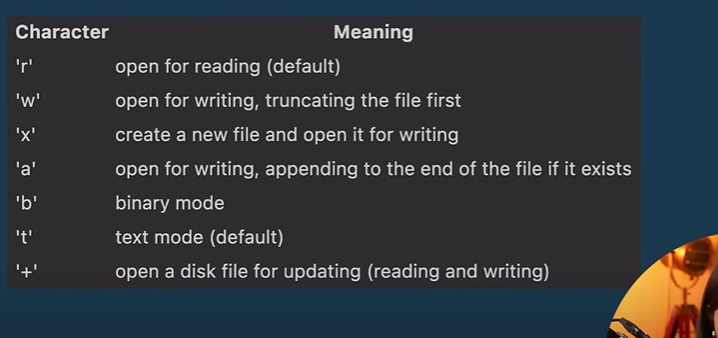 Character Meaning
'r' open for reading (default)
'w' open for writing, truncating the file first
'x' create a new file and open it for writing
'a' open for writing, appending to the end of the file if it exists
'b' binary mode
't' text mode (default)
'+' open a disk file for updating (reading and writing)